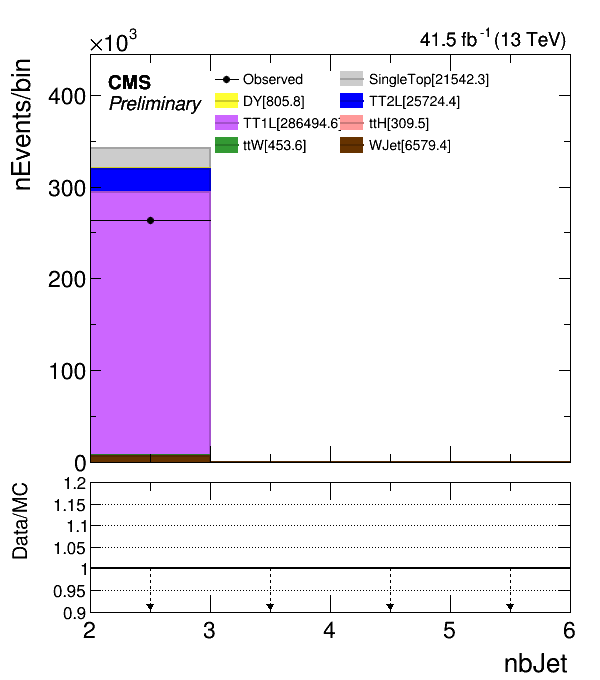 ×10³
41.5 fb⁻¹ (13 TeV)
nEvents/bin
CMS
Preliminary
Observed
SingleTop[21542.3]
DY[805.8]
TT2L[25724.4]
TT1L[286494.6]
ttH[309.5]
ttW[453.6]
WJet[6579.4]
400
300
200
100
0
Data/MC
1.2
1.15
1.1
1.05
1
0.95
0.9
2 3 4 5 6
nbJet